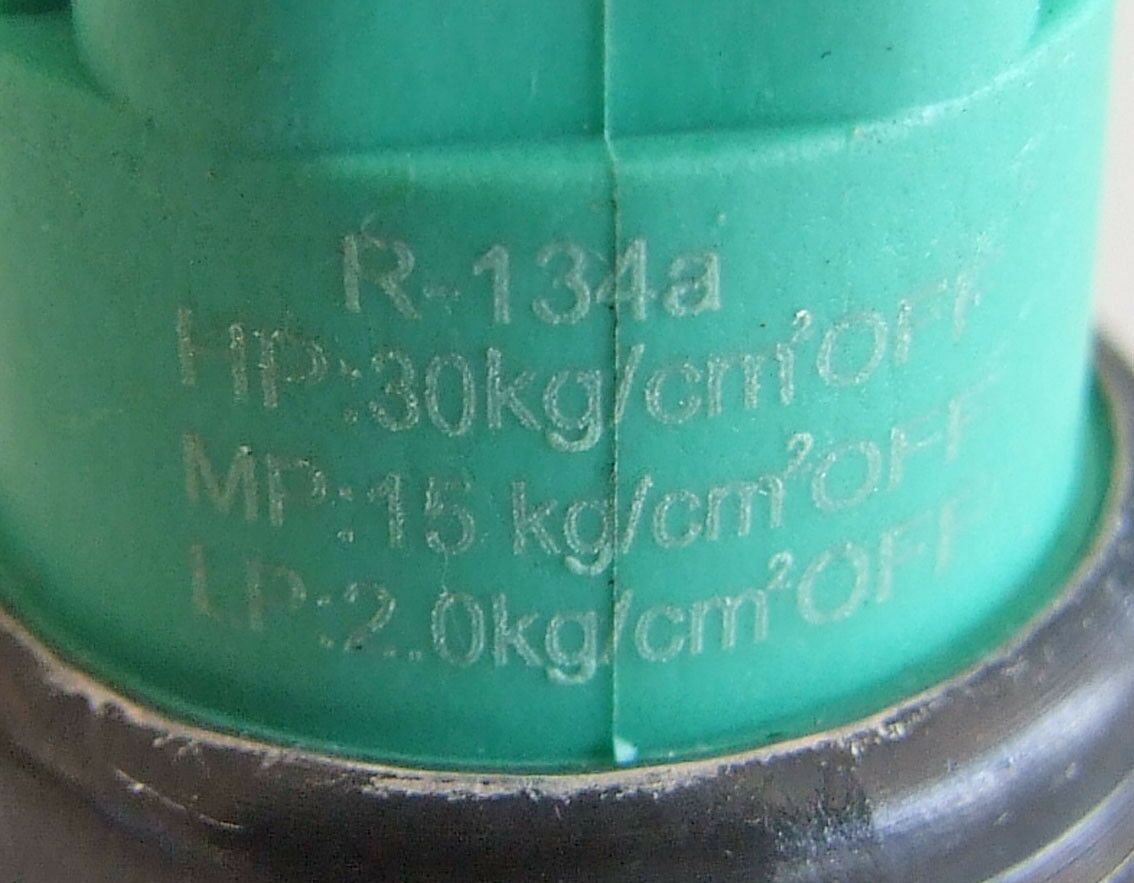 R-134a
HP:30kg/cm²OFF
MP:15 kg/cm²OFF
LP:2.0kg/cm²OFF